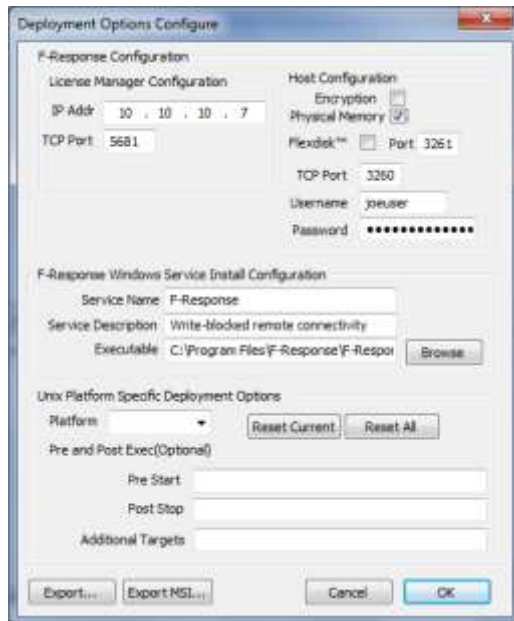 Deployment Options Configure
F-Response Configuration
License Manager Configuration
IP Addr 10 . 10 . 10 . 7
TCP Port 5681
Host Configuration
Encryption
Physical Memory
Flexdisk™ Port 3261
TCP Port 3260
Username joeuser
Password •••••••••••••
F-Response Windows Service Install Configuration
Service Name F-Response
Service Description Write-blocked remote connectivity
Executable C:\Program Files\F-Response\F-Respor Browse
Unix Platform Specific Deployment Options
Platform Reset Current Reset All
Pre and Post Exec(Optional)
Pre Start
Post Stop
Additional Targets
Export... Export MSI... Cancel OK